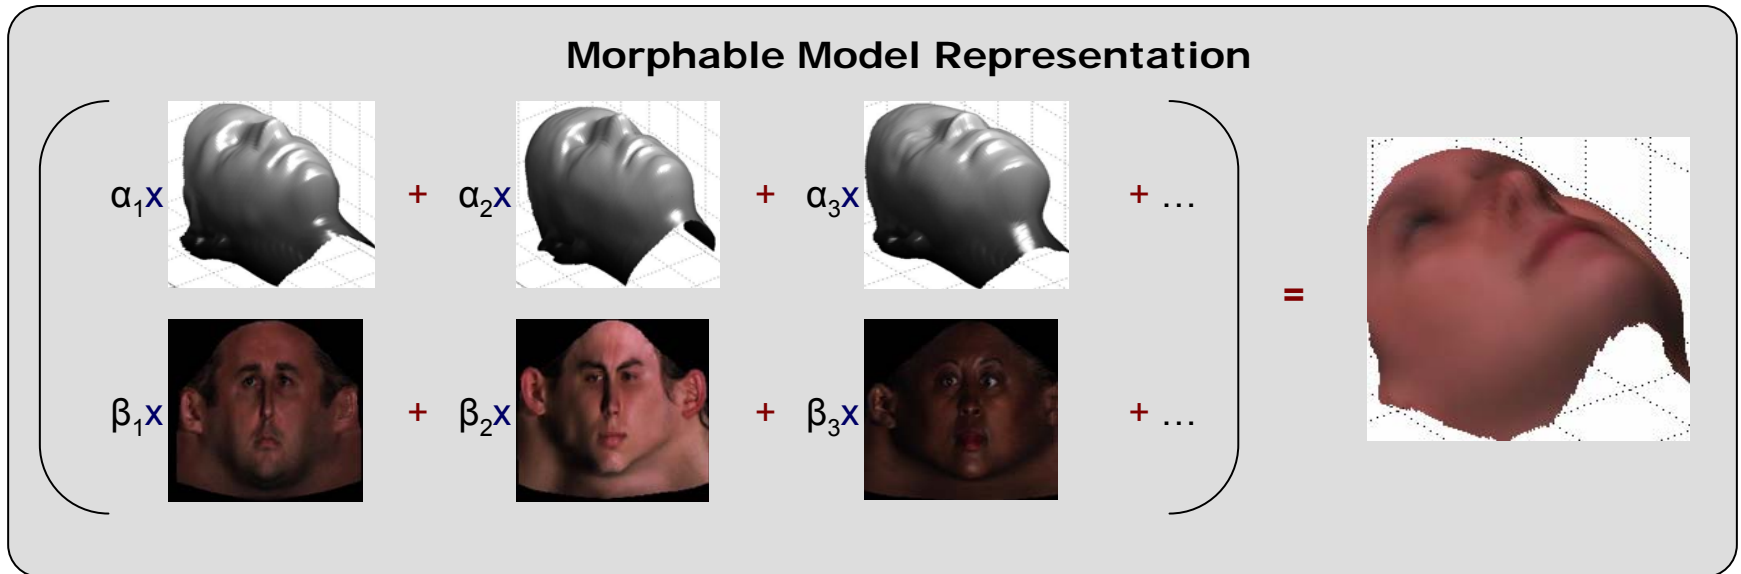 Morphable Model Representation
α₁x + α₂x + α₃x + ...
=
β₁x + β₂x + β₃x + ...